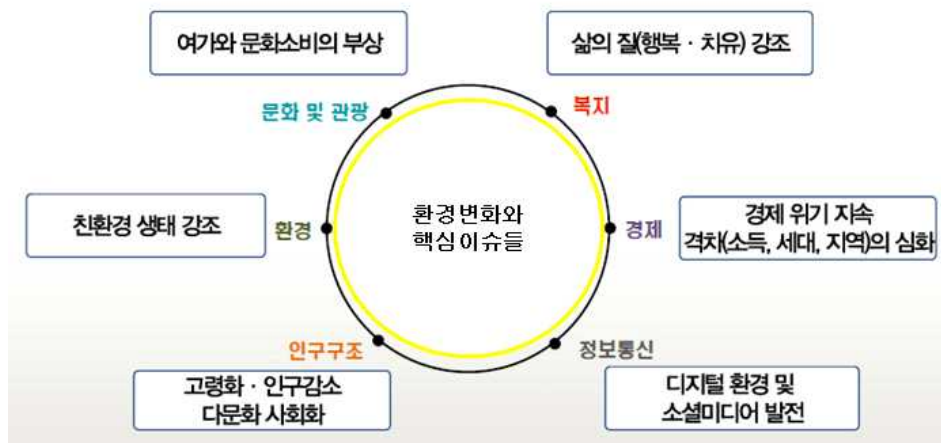 여가와 문화소비의 부상
삶의 질(행복 · 치유) 강조
문화 및 관광
복지
친환경 생태 강조
환경
환경변화와
핵심이슈들
경제
경제 위기 지속
격차(소득, 세대, 지역)의 심화
인구구조
정보통신
고령화 · 인구감소
다문화 사회화
디지털 환경 및
소셜미디어 발전